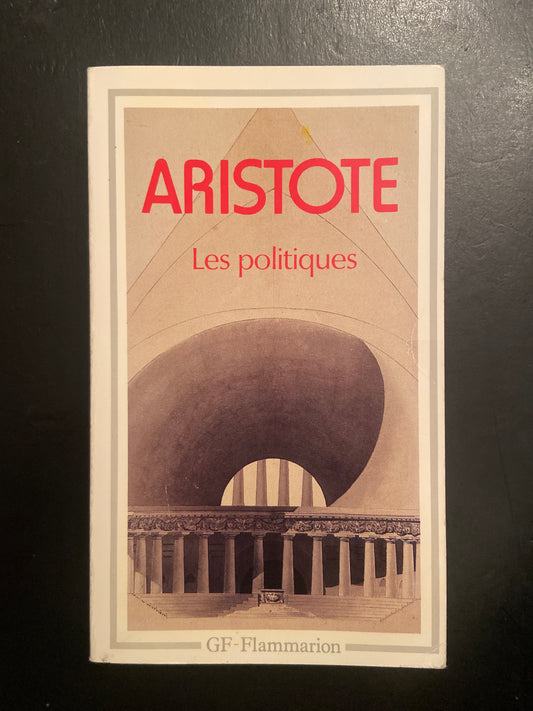 ARISTOTE
Les politiques
GF-Flammarion